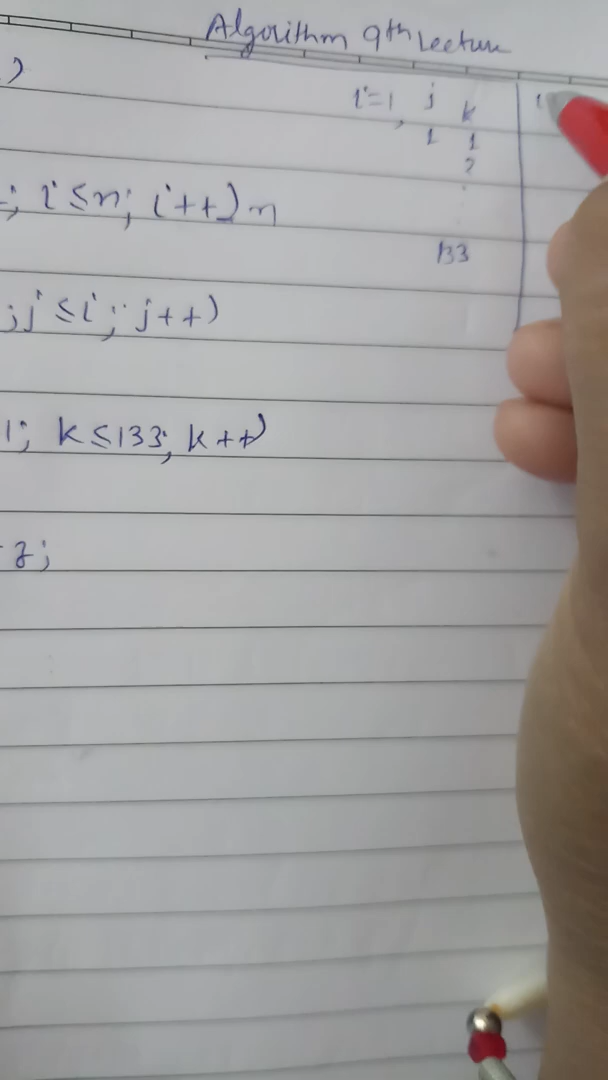 Algorithm 9th Lecture
)
i=1, j k
1 1
2
133
; i≤n; i++) n
; j≤i; j++)
1; k≤133; k++)
z;